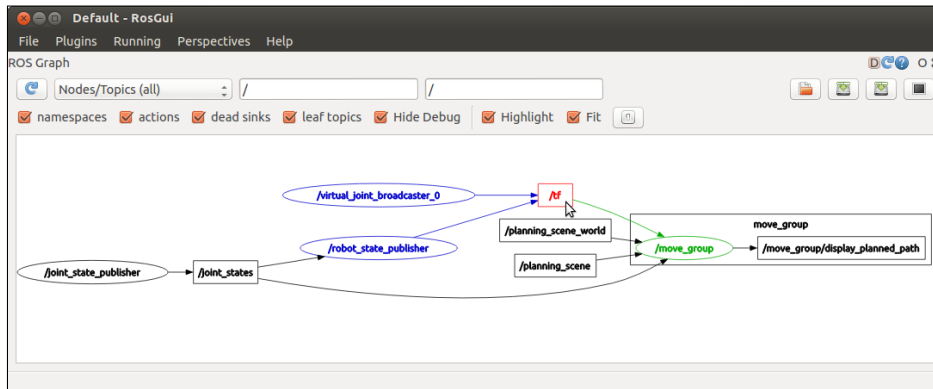 Default - RosGui
File Plugins Running Perspectives Help
ROS Graph D O
Nodes/Topics (all) / /
namespaces actions dead sinks leaf topics Hide Debug Highlight Fit
/virtual_joint_broadcaster_0 /tf
/planning_scene_world move_group
/robot_state_publisher /move_group /move_group/display_planned_path
/joint_state_publisher /joint_states /planning_scene